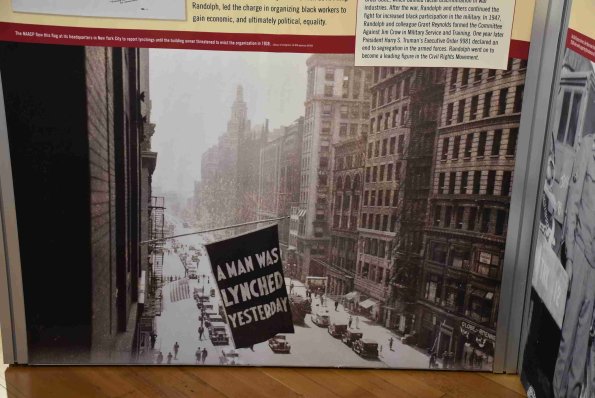 Randolph, led the charge in organizing black workers to
gain economic, and ultimately political, equality.
industries. After the war, Randolph and others continued the
fight for increased black participation in the military. In 1947,
Randolph and colleague Grant Reynolds formed the Committee
Against Jim Crow in Military Service and Training. One year later
President Harry S. Truman's Executive Order 9981 declared an
end to segregation in the armed forces. Randolph went on to
become a leading figure in the Civil Rights Movement.
The NAACP flew this flag at its headquarters in New York City to report lynchings until the building owner threatened to evict the organization in 1938.
A MAN WAS
LYNCHED
YESTERDAY